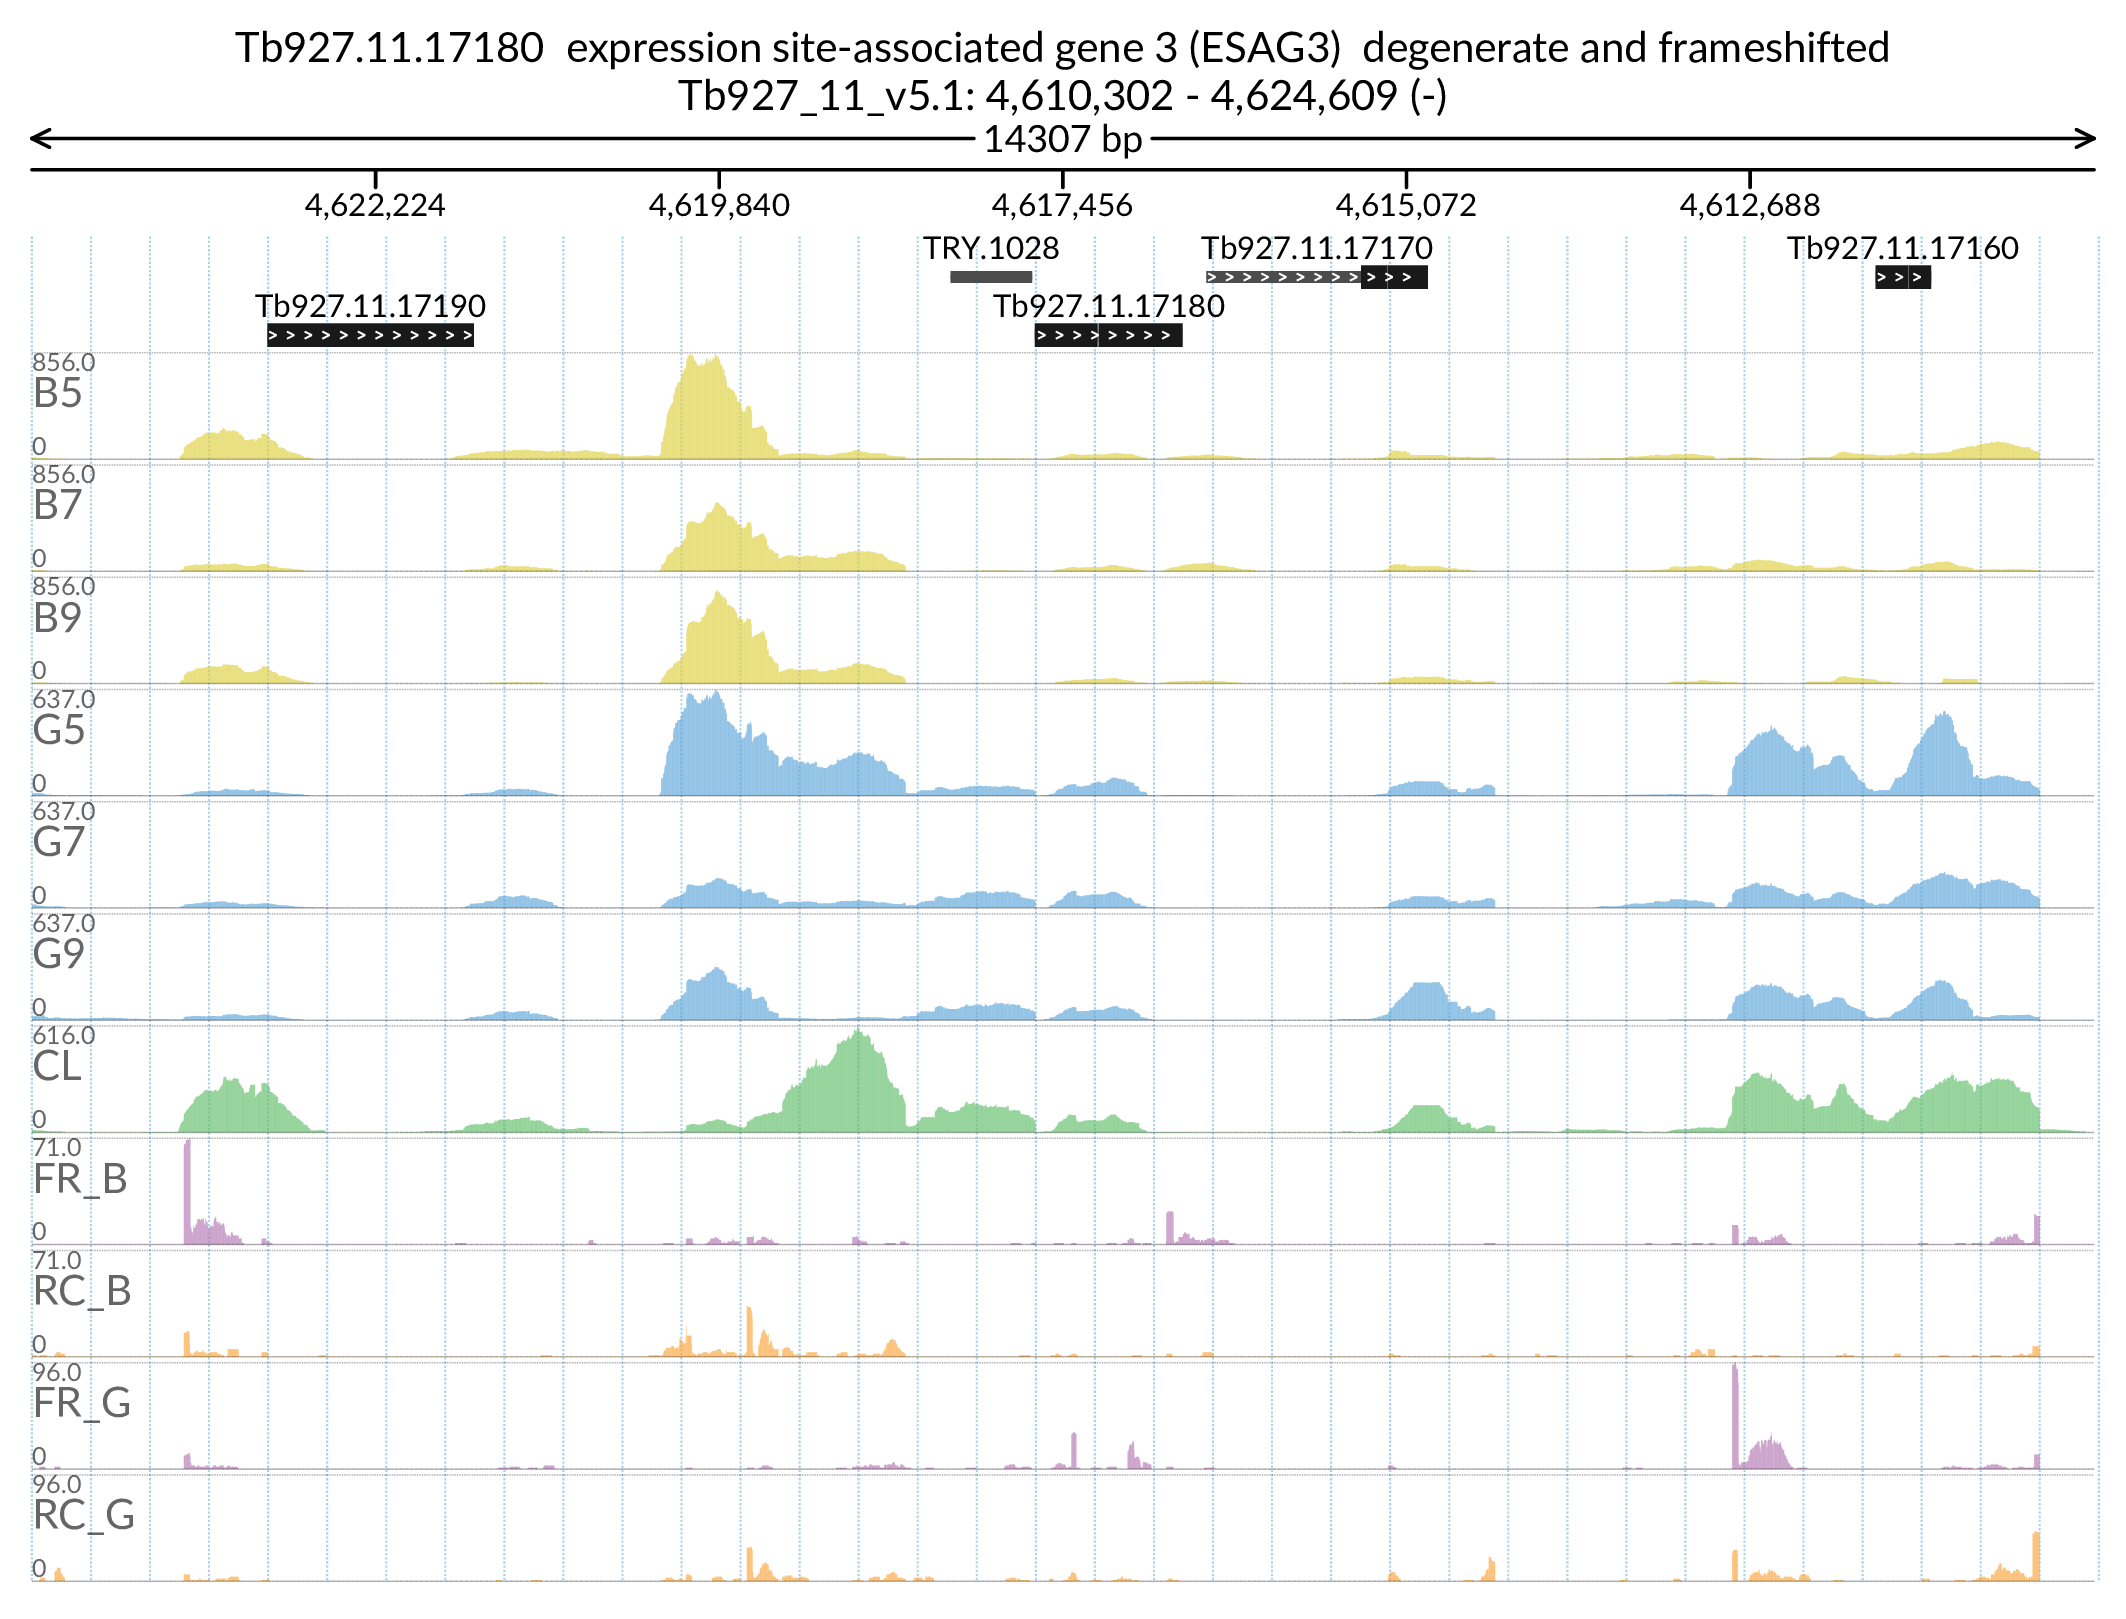 Tb927.11.17180 expression site-associated gene 3 (ESAG3) degenerate and frameshifted
Tb927_11_v5.1: 4,610,302 - 4,624,609 (-)
14307 bp
4,622,224 4,619,840 4,617,456 4,615,072 4,612,688
TRY.1028 Tb927.11.17170 Tb927.11.17160
Tb927.11.17190 Tb927.11.17180
856.0
B5
0
856.0
B7
0
856.0
B9
0
637.0
G5
0
637.0
G7
0
637.0
G9
0
616.0
CL
0
71.0
FR_B
0
71.0
RC_B
0
96.0
FR_G
0
96.0
RC_G
0